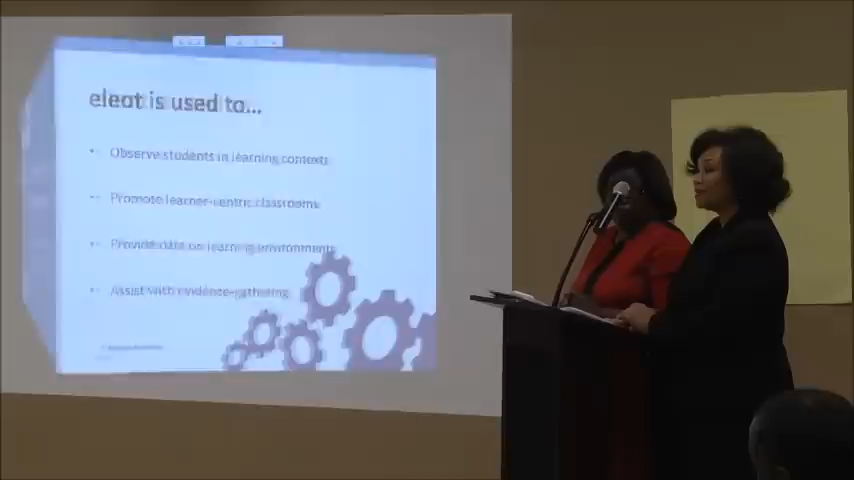 eleot is used to...
• Observe students in learning contexts
• Promote learner-centric classrooms
• Provide data on learning environments
• Assist with evidence-gathering